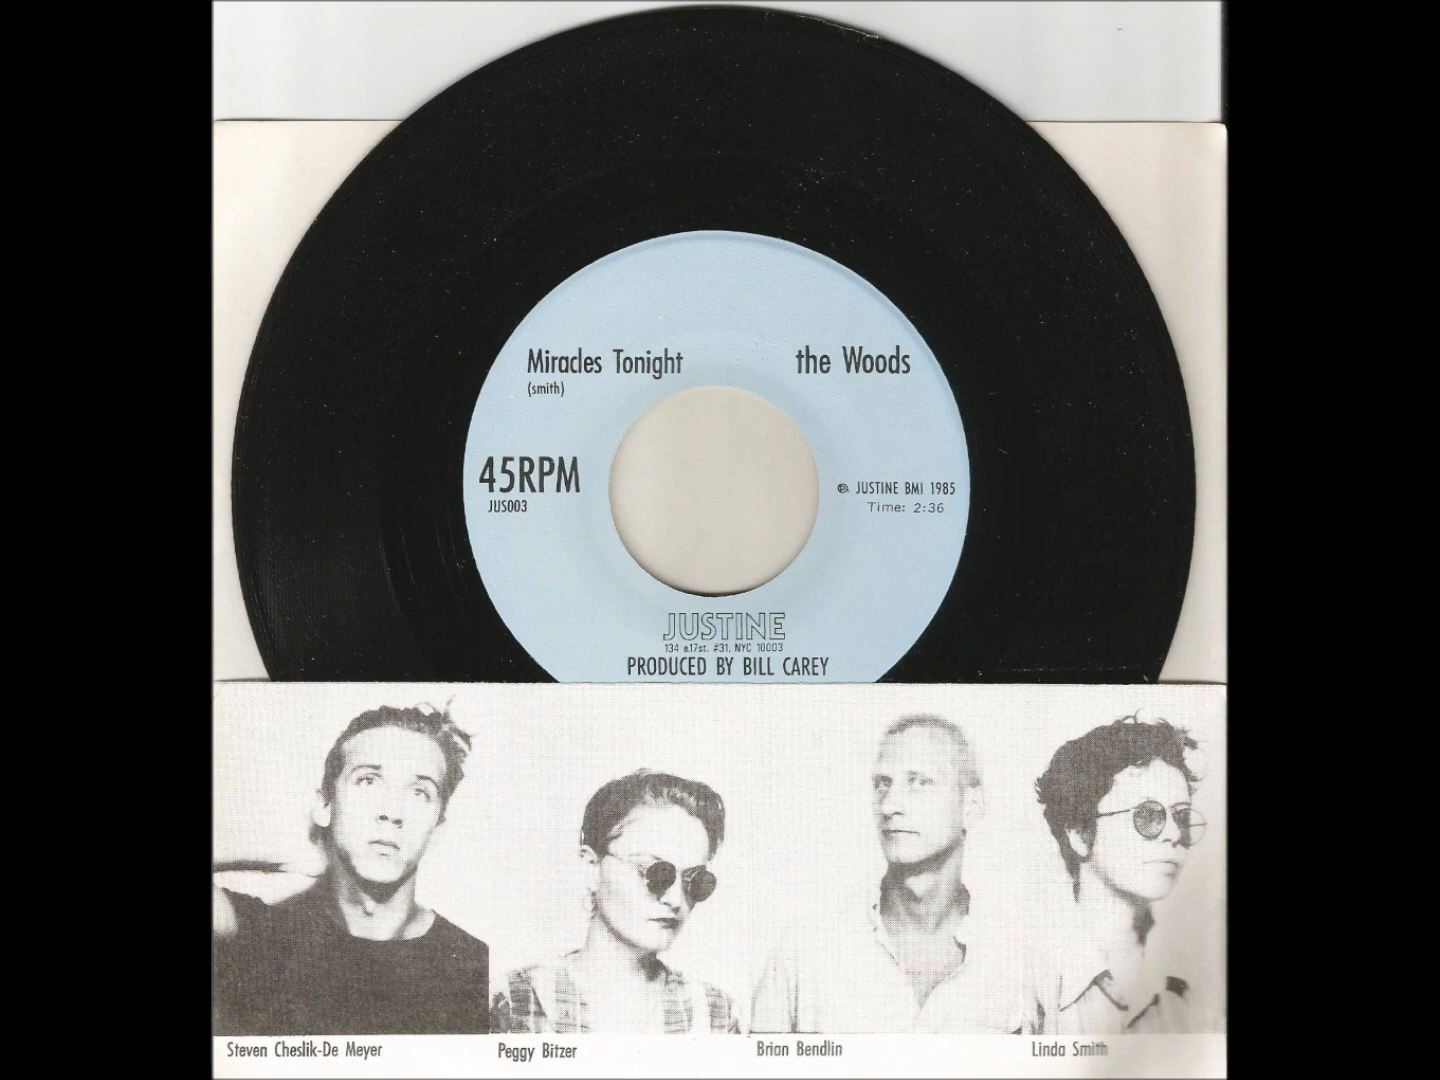 Miracles Tonight the Woods
(smith)
45RPM
JUS003
℗ JUSTINE BMI 1985
Time: 2:36
JUSTINE
134 e.17st. #31, NYC 10003
PRODUCED BY BILL CAREY
Steven Cheslik-De Meyer Peggy Bitzer Brian Bendlin Linda Smith